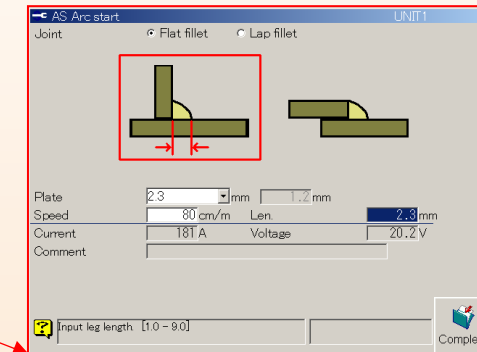 AS Arc start UNIT1
Joint Flat fillet Lap fillet
Plate 2.3 mm 1.2 mm
Speed 80 cm/m Len. 2.3 mm
Current 181 A Voltage 20.2 V
Comment
Input leg length [1.0 - 9.0]
Comple